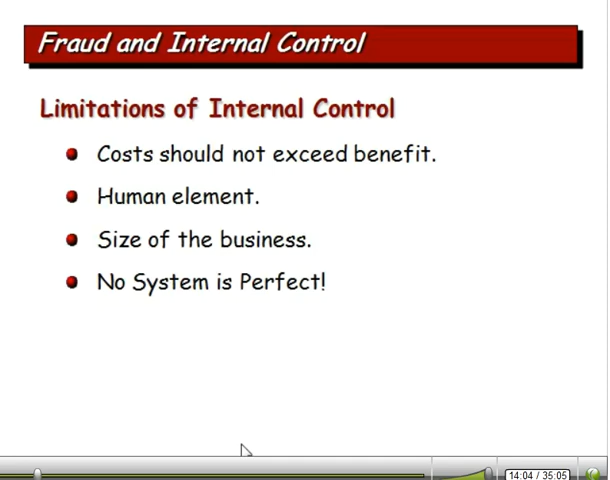 Fraud and Internal Control
Limitations of Internal Control
Costs should not exceed benefit.
Human element.
Size of the business.
No System is Perfect!
14:04 / 35:05